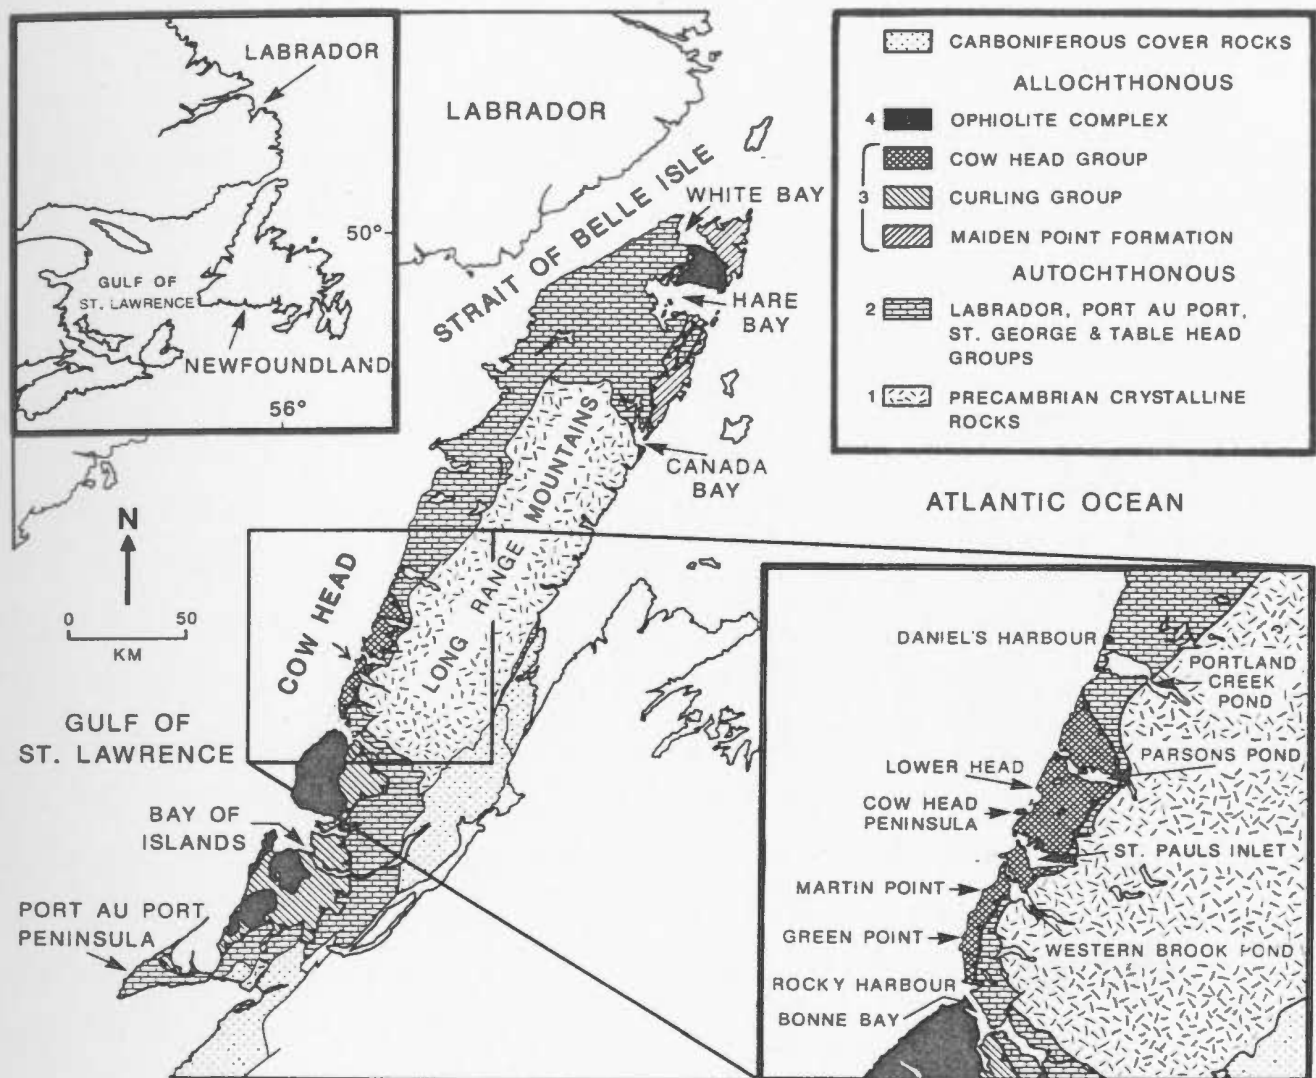 LABRADOR
50°
GULF OF
ST. LAWRENCE
NEWFOUNDLAND
56°
LABRADOR
STRAIT OF BELLE ISLE
WHITE BAY
HARE
BAY
CANADA
BAY
LONG RANGE MOUNTAINS
COW HEAD
N
0 50
KM
GULF OF
ST. LAWRENCE
BAY OF
ISLANDS
PORT AU PORT
PENINSULA
ATLANTIC OCEAN
CARBONIFEROUS COVER ROCKS
ALLOCHTHONOUS
4 OPHIOLITE COMPLEX
COW HEAD GROUP
3 CURLING GROUP
MAIDEN POINT FORMATION
AUTOCHTHONOUS
2 LABRADOR, PORT AU PORT,
ST. GEORGE & TABLE HEAD
GROUPS
1 PRECAMBRIAN CRYSTALLINE
ROCKS
DANIEL'S HARBOUR
PORTLAND
CREEK
POND
PARSONS POND
LOWER HEAD
COW HEAD
PENINSULA
ST. PAULS INLET
MARTIN POINT
GREEN POINT
WESTERN BROOK POND
ROCKY HARBOUR
BONNE BAY